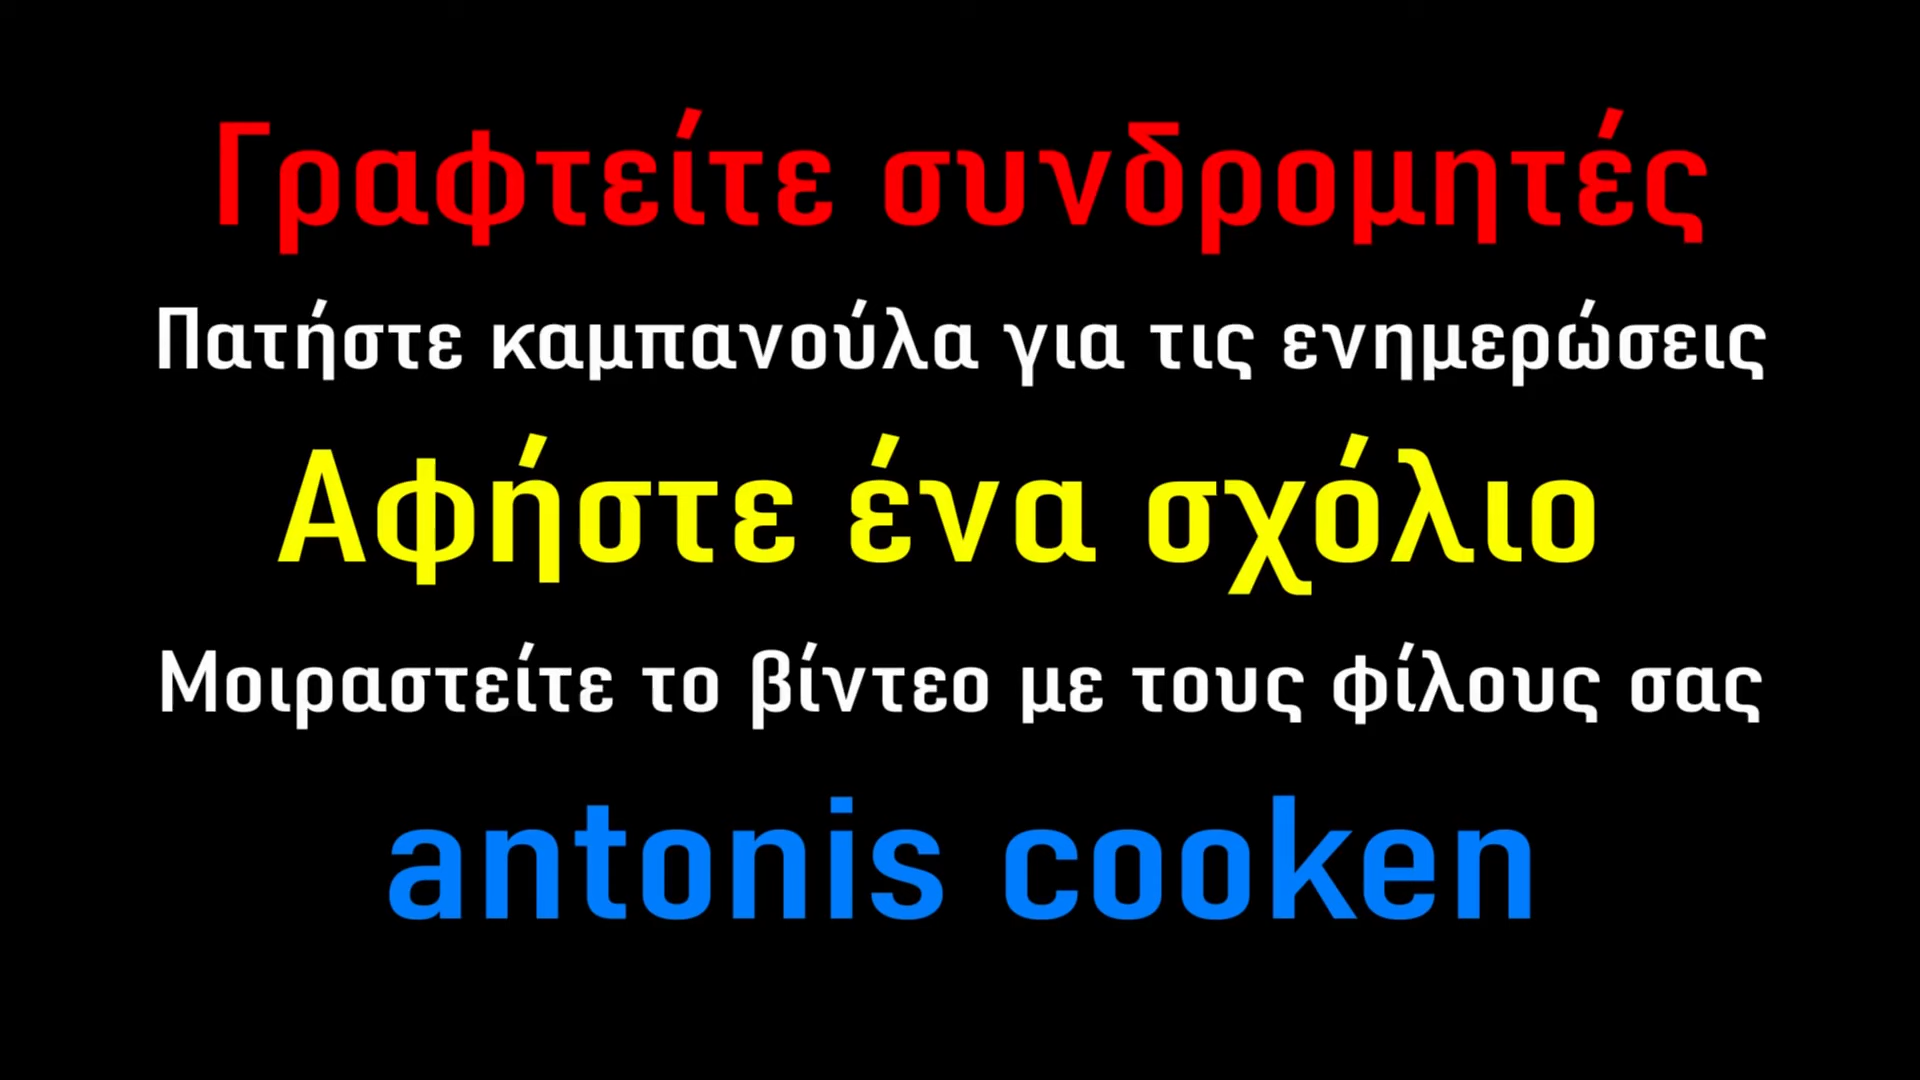 Γραφτείτε συνδρομητές
Πατήστε καμπανούλα για τις ενημερώσεις
Αφήστε ένα σχόλιο
Μοιραστείτε το βίντεο με τους φίλους σας
antonis cooken